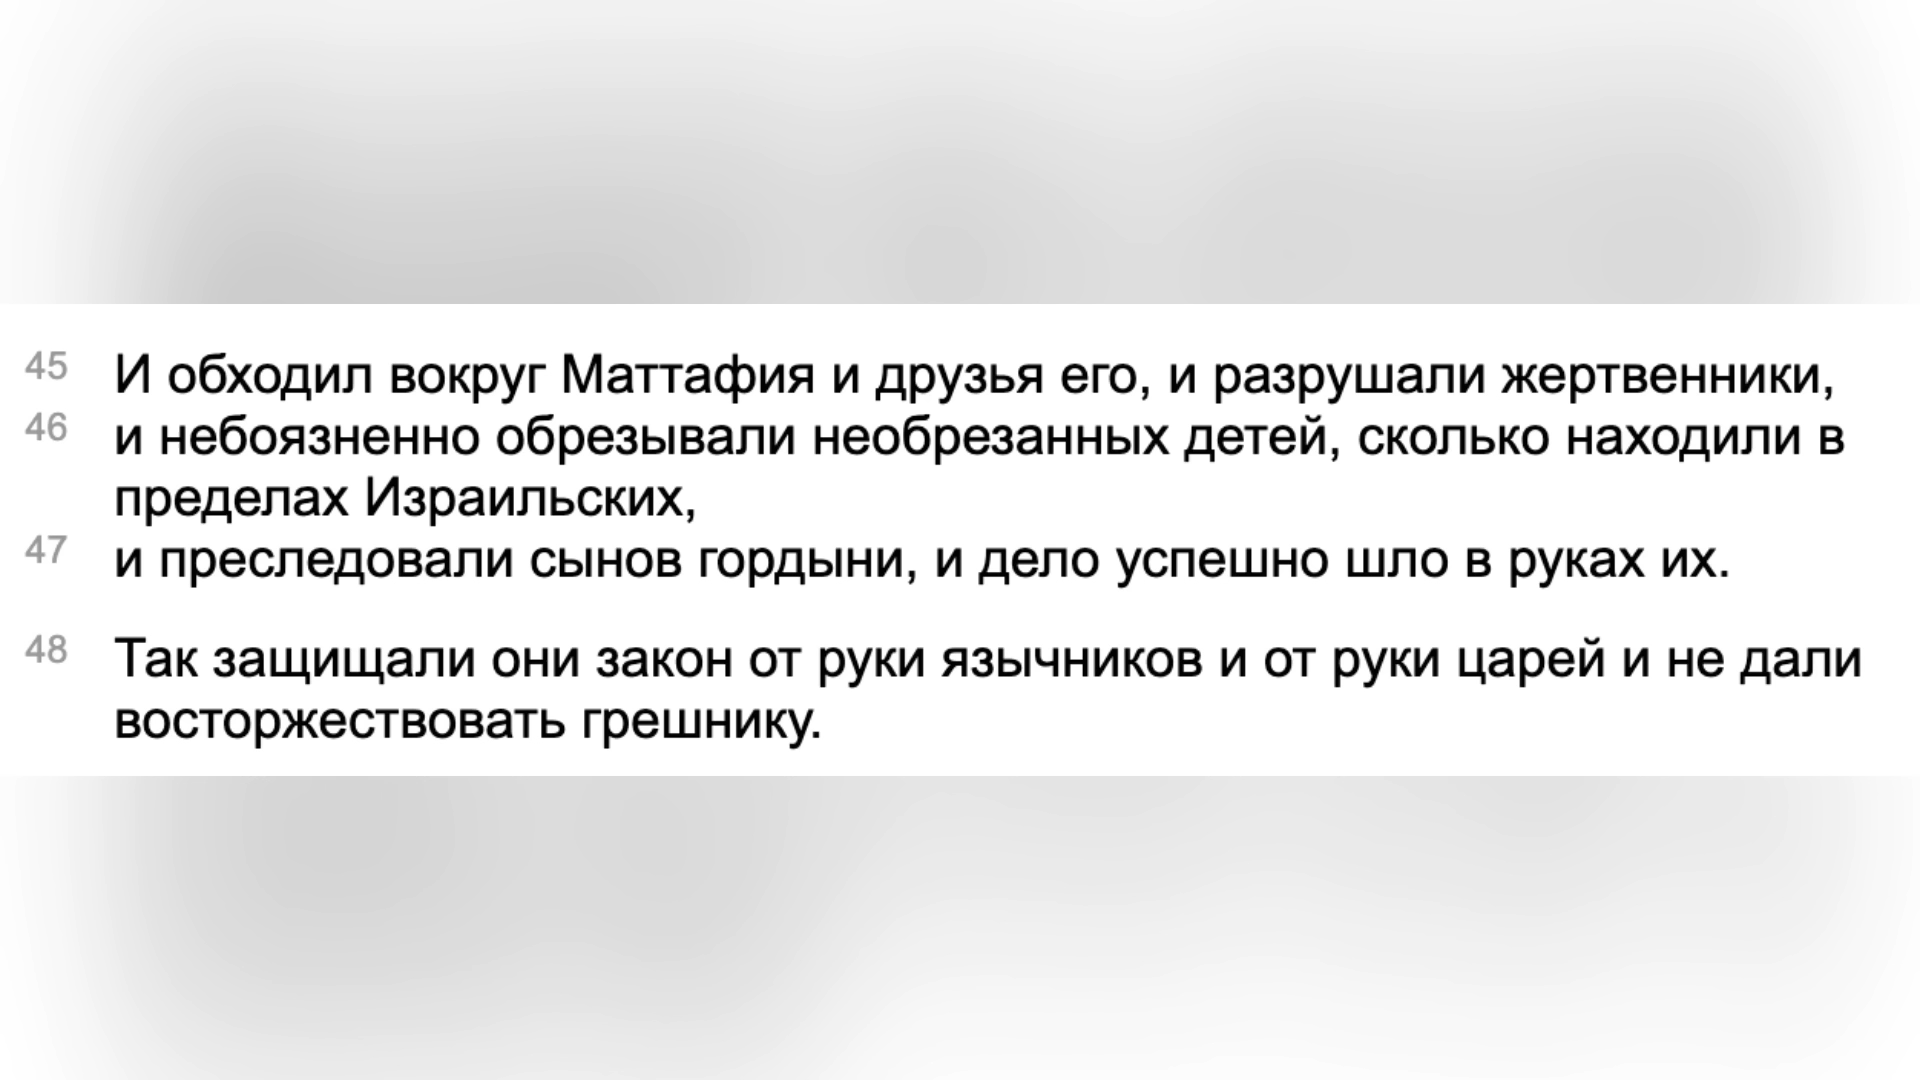 45 И обходил вокруг Маттафия и друзья его, и разрушали жертвенники,
46 и небоязненно обрезывали необрезанных детей, сколько находили в
пределах Израильских,
47 и преследовали сынов гордыни, и дело успешно шло в руках их.
48 Так защищали они закон от руки язычников и от руки царей и не дали
восторжествовать грешнику.